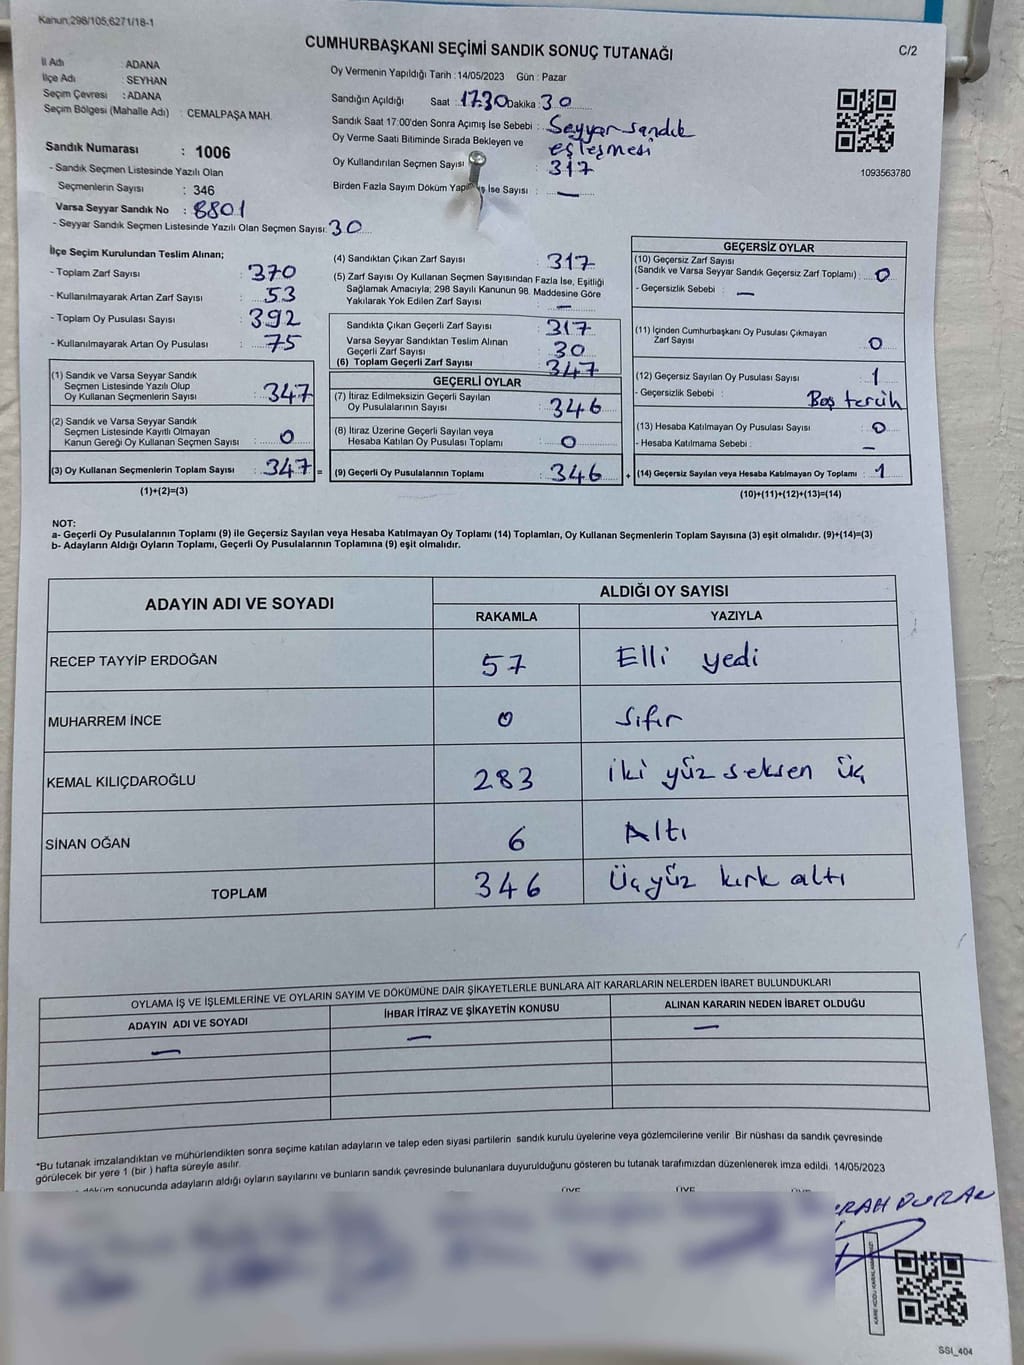 Kanun;298/105,6271/18-1
CUMHURBAŞKANI SEÇİMİ SANDIK SONUÇ TUTANAĞI
C/2
İl Adı : ADANA
İlçe Adı : SEYHAN
Seçim Çevresi : ADANA
Seçim Bölgesi (Mahalle Adı) : CEMALPAŞA MAH.
Sandık Numarası : 1006
- Sandık Seçmen Listesinde Yazılı Olan
Seçmenlerin Sayısı : 346
Varsa Seyyar Sandık No : 8801
- Seyyar Sandık Seçmen Listesinde Yazılı Olan Seçmen Sayısı: 30
Oy Vermenin Yapıldığı Tarih : 14/05/2023 Gün : Pazar
Sandığın Açıldığı Saat : 17.30 Dakika : 30
Sandık Saat 17:00'den Sonra Açımış İse Sebebi : Seyyar sandık
eşleşmesi
Oy Verme Saati Bitiminde Sırada Bekleyen ve
Oy Kullandırılan Seçmen Sayısı : 317
Birden Fazla Sayım Döküm İse Sayısı : —
1093563780
İlçe Seçim Kurulundan Teslim Alınan;
- Toplam Zarf Sayısı : 370
- Kullanılmayarak Artan Zarf Sayısı : 53
- Toplam Oy Pusulası Sayısı : 392
- Kullanılmayarak Artan Oy Pusulası : 75
(1) Sandık ve Varsa Seyyar Sandık
Seçmen Listesinde Yazılı Olup
Oy Kullanan Seçmenlerin Sayısı : 347
(2) Sandık ve Varsa Seyyar Sandık
Seçmen Listesinde Kayıtlı Olmayan
Kanun Gereği Oy Kullanan Seçmen Sayısı : 0
(3) Oy Kullanan Seçmenlerin Toplam Sayısı : 347 =
(1)+(2)=(3)
(4) Sandıktan Çıkan Zarf Sayısı : 317
(5) Zarf Sayısı Oy Kullanan Seçmen Sayısından Fazla İse, Eşitliği
Sağlamak Amacıyla; 298 Sayılı Kanunun 98. Maddesine Göre
Yakılarak Yok Edilen Zarf Sayısı : —
Sandıkta Çıkan Geçerli Zarf Sayısı : 317
Varsa Seyyar Sandıktan Teslim Alınan
Geçerli Zarf Sayısı : 30
(6) Toplam Geçerli Zarf Sayısı : 347
GEÇERLİ OYLAR
(7) İtiraz Edilmeksizin Geçerli Sayılan
Oy Pusulalarının Sayısı : 346
(8) İtiraz Üzerine Geçerli Sayılan veya
Hesaba Katılan Oy Pusulası Toplamı : 0
(9) Geçerli Oy Pusulalarının Toplamı : 346 +
GEÇERSİZ OYLAR
(10) Geçersiz Zarf Sayısı
(Sandık ve Varsa Seyyar Sandık Geçersiz Zarf Toplamı) : 0
- Geçersizlik Sebebi : —
(11) İçinden Cumhurbaşkanı Oy Pusulası Çıkmayan
Zarf Sayısı : 0
(12) Geçersiz Sayılan Oy Pusulası Sayısı : 1
- Geçersizlik Sebebi : Boş tercih
(13) Hesaba Katılmayan Oy Pusulası Sayısı : 0
- Hesaba Katılmama Sebebi : —
(14) Geçersiz Sayılan veya Hesaba Katılmayan Oy Toplamı : 1
(10)+(11)+(12)+(13)=(14)
NOT:
a- Geçerli Oy Pusulalarının Toplamı (9) ile Geçersiz Sayılan veya Hesaba Katılmayan Oy Toplamı (14) Toplamları, Oy Kullanan Seçmenlerin Toplam Sayısına (3) eşit olmalıdır. (9)+(14)=(3)
b- Adayların Aldığı Oyların Toplamı, Geçerli Oy Pusulalarının Toplamına (9) eşit olmalıdır.
ADAYIN ADI VE SOYADI
ALDIĞI OY SAYISI
RAKAMLA YAZIYLA
RECEP TAYYİP ERDOĞAN 57 Elli yedi
MUHARREM İNCE 0 Sıfır
KEMAL KILIÇDAROĞLU 283 iki yüz seksen üç
SİNAN OĞAN 6 Altı
TOPLAM 346 Üçyüz kırk altı
OYLAMA İŞ VE İŞLEMLERİNE VE OYLARIN SAYIM VE DÖKÜMÜNE DAİR ŞİKAYETLERLE BUNLARA AİT KARARLARIN NELERDEN İBARET BULUNDUKLARI
ADAYIN ADI VE SOYADI İHBAR İTİRAZ VE ŞİKAYETİN KONUSU ALINAN KARARIN NEDEN İBARET OLDUĞU
— — —
*Bu tutanak imzalandıktan ve mühürlendikten sonra seçime katılan adayların ve talep eden siyasi partilerin sandık kurulu üyelerine veya gözlemcilerine verilir .Bir nüshası da sandık çevresinde
görülecek bir yere 1 (bir ) hafta süreyle asılır.
döküm sonucunda adayların aldığı oyların sayılarını ve bunların sandık çevresinde bulunanlara duyurulduğunu gösteren bu tutanak tarafımızdan düzenlenerek imza edildi. 14/05/2023
ÜYE ÜYE
DURAN
SSI_404